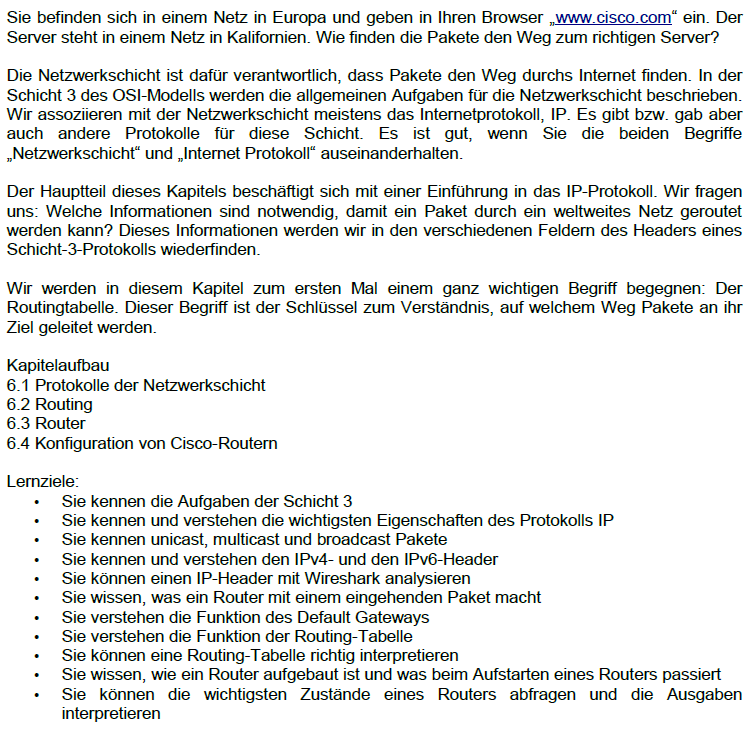 Sie befinden sich in einem Netz in Europa und geben in Ihren Browser „www.cisco.com“ ein. Der
Server steht in einem Netz in Kalifornien. Wie finden die Pakete den Weg zum richtigen Server?
Die Netzwerkschicht ist dafür verantwortlich, dass Pakete den Weg durchs Internet finden. In der
Schicht 3 des OSI-Modells werden die allgemeinen Aufgaben für die Netzwerkschicht beschrieben.
Wir assoziieren mit der Netzwerkschicht meistens das Internetprotokoll, IP. Es gibt bzw. gab aber
auch andere Protokolle für diese Schicht. Es ist gut, wenn Sie die beiden Begriffe
„Netzwerkschicht“ und „Internet Protokoll“ auseinanderhalten.
Der Hauptteil dieses Kapitels beschäftigt sich mit einer Einführung in das IP-Protokoll. Wir fragen
uns: Welche Informationen sind notwendig, damit ein Paket durch ein weltweites Netz geroutet
werden kann? Dieses Informationen werden wir in den verschiedenen Feldern des Headers eines
Schicht-3-Protokolls wiederfinden.
Wir werden in diesem Kapitel zum ersten Mal einem ganz wichtigen Begriff begegnen: Der
Routingtabelle. Dieser Begriff ist der Schlüssel zum Verständnis, auf welchem Weg Pakete an ihr
Ziel geleitet werden.
Kapitelaufbau
6.1 Protokolle der Netzwerkschicht
6.2 Routing
6.3 Router
6.4 Konfiguration von Cisco-Routern
Lernziele:
• Sie kennen die Aufgaben der Schicht 3
• Sie kennen und verstehen die wichtigsten Eigenschaften des Protokolls IP
• Sie kennen unicast, multicast und broadcast Pakete
• Sie kennen und verstehen den IPv4- und den IPv6-Header
• Sie können einen IP-Header mit Wireshark analysieren
• Sie wissen, was ein Router mit einem eingehenden Paket macht
• Sie verstehen die Funktion des Default Gateways
• Sie verstehen die Funktion der Routing-Tabelle
• Sie können eine Routing-Tabelle richtig interpretieren
• Sie wissen, wie ein Router aufgebaut ist und was beim Aufstarten eines Routers passiert
• Sie können die wichtigsten Zustände eines Routers abfragen und die Ausgaben
interpretieren